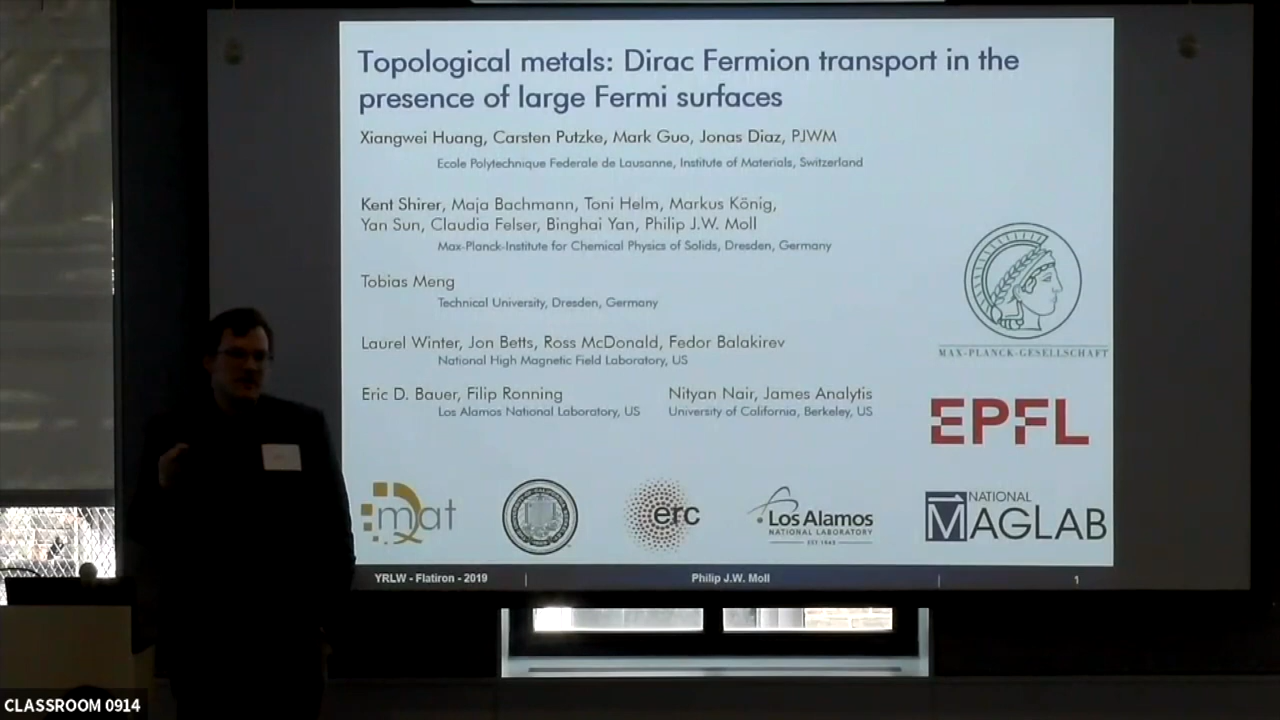 Topological metals: Dirac Fermion transport in the
presence of large Fermi surfaces
Xiangwei Huang, Carsten Putzke, Mark Guo, Jonas Diaz, PJWM
Ecole Polytechnique Federale de Lausanne, Institute of Materials, Switzerland
Kent Shirer, Maja Bachmann, Toni Helm, Markus König,
Yan Sun, Claudia Felser, Binghai Yan, Philip J.W. Moll
Max-Planck-Institute for Chemical Physics of Solids, Dresden, Germany
Tobias Meng
Technical University, Dresden, Germany
Laurel Winter, Jon Betts, Ross McDonald, Fedor Balakirev
National High Magnetic Field Laboratory, US
Eric D. Bauer, Filip Ronning
Los Alamos National Laboratory, US
Nityan Nair, James Analytis
University of California, Berkeley, US
MAX-PLANCK-GESELLSCHAFT
EPFL
Qmat
erc
Los Alamos
NATIONAL LABORATORY
EST 1943
NATIONAL
MAGLAB
YRLW - Flatiron - 2019
Philip J.W. Moll
1
CLASSROOM 0914